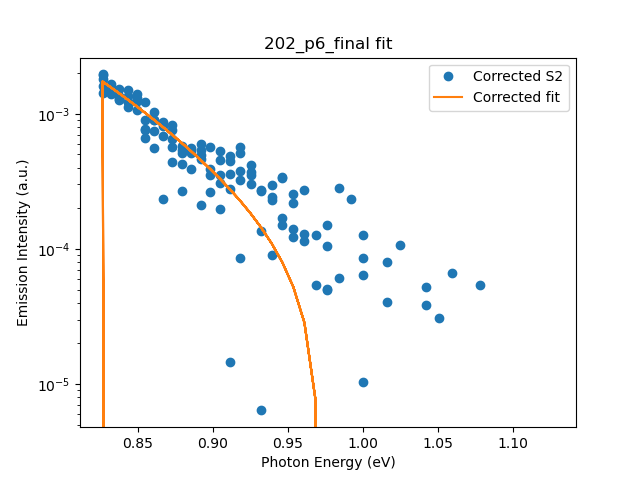 202_p6_final fit
Corrected S2
Corrected fit
Emission Intensity (a.u.)
10⁻³
10⁻⁴
10⁻⁵
0.85 0.90 0.95 1.00 1.05 1.10
Photon Energy (eV)